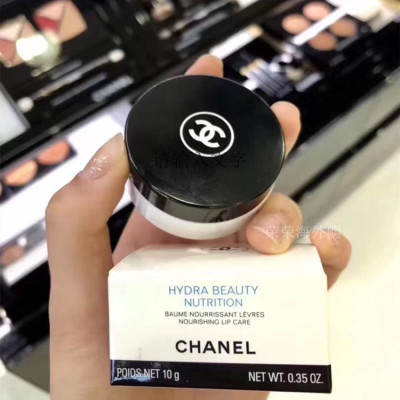 HYDRA BEAUTY
NUTRITION
BAUME NOURRISSANT LÈVRES
NOURISHING LIP CARE
CHANEL
POIDS NET 10 g
NET WT. 0.35 OZ.